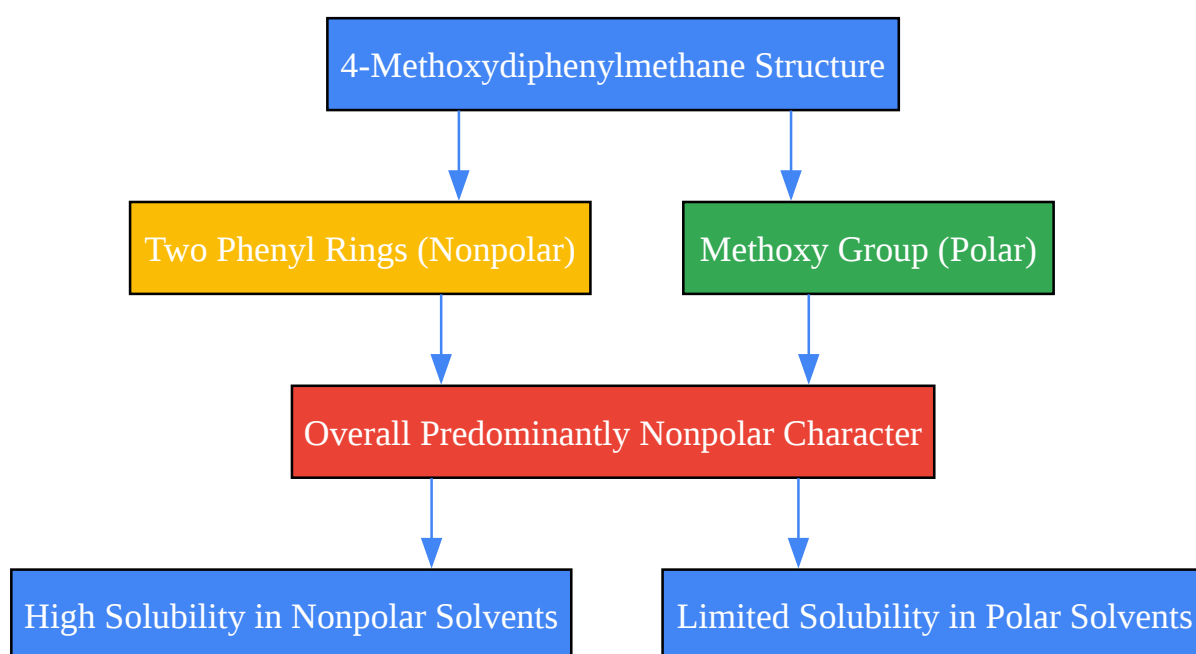 4-Methoxydiphenylmethane Structure
Two Phenyl Rings (Nonpolar)
Methoxy Group (Polar)
Overall Predominantly Nonpolar Character
High Solubility in Nonpolar Solvents
Limited Solubility in Polar Solvents